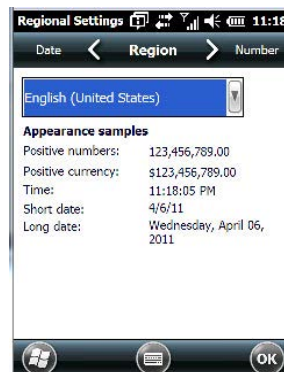 Regional Settings 11:18
Date Region Number
English (United States)
Appearance samples
Positive numbers: 123,456,789.00
Positive currency: $123,456,789.00
Time: 11:18:05 PM
Short date: 4/6/11
Long date: Wednesday, April 06,
2011
OK